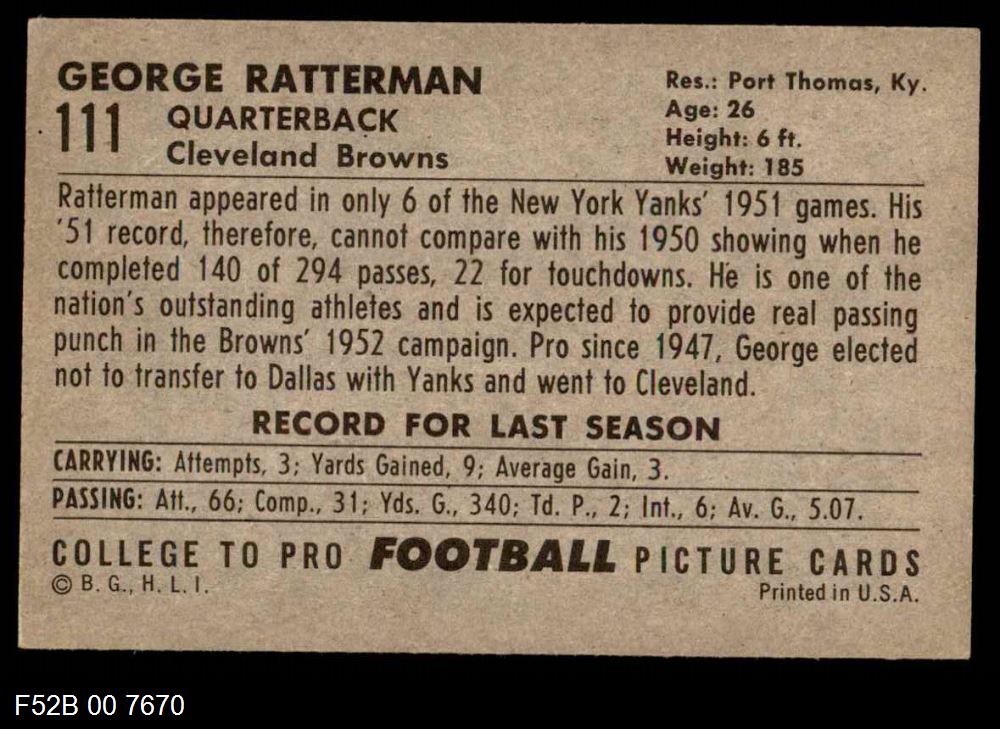 GEORGE RATTERMAN
111
QUARTERBACK
Cleveland Browns
Res.: Port Thomas, Ky.
Age: 26
Height: 6 ft.
Weight: 185
Ratterman appeared in only 6 of the New York Yanks' 1951 games. His
'51 record, therefore, cannot compare with his 1950 showing when he
completed 140 of 294 passes, 22 for touchdowns. He is one of the
nation's outstanding athletes and is expected to provide real passing
punch in the Browns' 1952 campaign. Pro since 1947, George elected
not to transfer to Dallas with Yanks and went to Cleveland.
RECORD FOR LAST SEASON
CARRYING: Attempts, 3; Yards Gained, 9; Average Gain, 3.
PASSING: Att., 66; Comp., 31; Yds. G., 340; Td. P., 2; Int., 6; Av. G., 5.07.
COLLEGE TO PRO FOOTBALL PICTURE CARDS
© B. G., H. L. I.
Printed in U.S.A.
F52B 00 7670